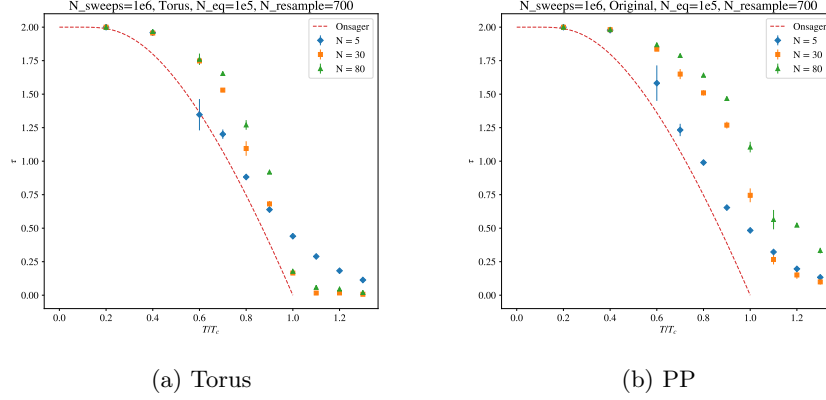 N_sweeps=1e6, Torus, N_eq=1e5, N_resample=700
2.00
1.75
1.50
1.25
1.00
0.75
0.50
0.25
0.00
τ
Onsager
N = 5
N = 30
N = 80
0.0 0.2 0.4 0.6 0.8 1.0 1.2
T/T_c
(a) Torus
N_sweeps=1e6, Original, N_eq=1e5, N_resample=700
2.00
1.75
1.50
1.25
1.00
0.75
0.50
0.25
0.00
τ
Onsager
N = 5
N = 30
N = 80
0.0 0.2 0.4 0.6 0.8 1.0 1.2
T/T_c
(b) PP